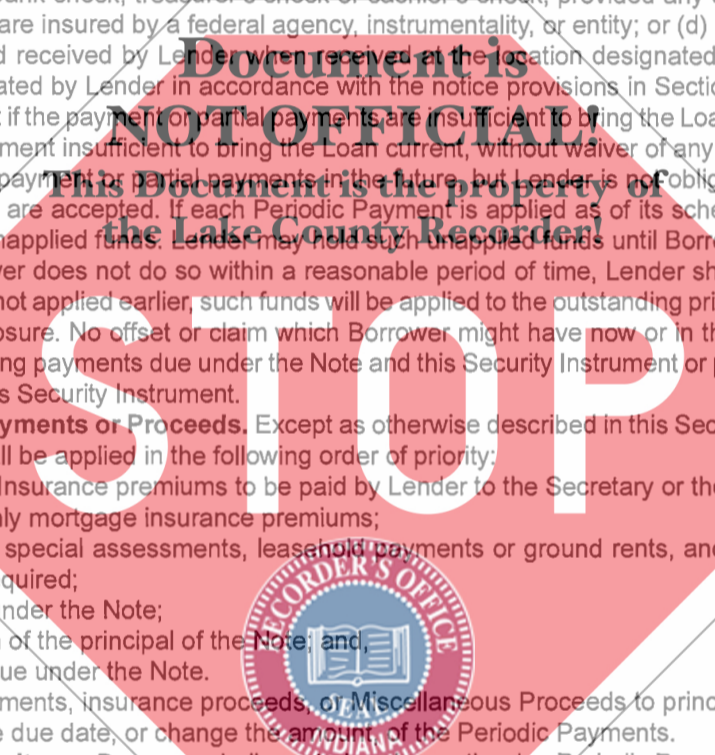 are insured by a federal agency, instrumentality, or entity; or (d)
Document is
received by Lender when received at the location designated
ated by Lender in accordance with the notice provisions in Sectio
NOT OFFICIAL!
if the payment or partial payments are insufficient to bring the Loa
ment insufficient to bring the Loan current, without waiver of any
This Document is the property of
payment or partial payments in the future, but Lender is not oblig
are accepted. If each Periodic Payment is applied as of its sche
the Lake County Recorder!
napplied funds. Lender may hold such unapplied funds until Borro
er does not do so within a reasonable period of time, Lender sh
not applied earlier, such funds will be applied to the outstanding pri
osure. No offset or claim which Borrower might have now or in th
STOP
ng payments due under the Note and this Security Instrument or p
s Security Instrument.
yments or Proceeds. Except as otherwise described in this Sec
ll be applied in the following order of priority:
Insurance premiums to be paid by Lender to the Secretary or the
ly mortgage insurance premiums;
special assessments, leasehold payments or ground rents, and
quired;
RECORDER'S OFFICE
nder the Note;
of the principal of the Note; and,
ue under the Note.
SEAL
ments, insurance proceeds, or Miscellaneous Proceeds to princ
INDIANA
due date, or change the amount, of the Periodic Payments.